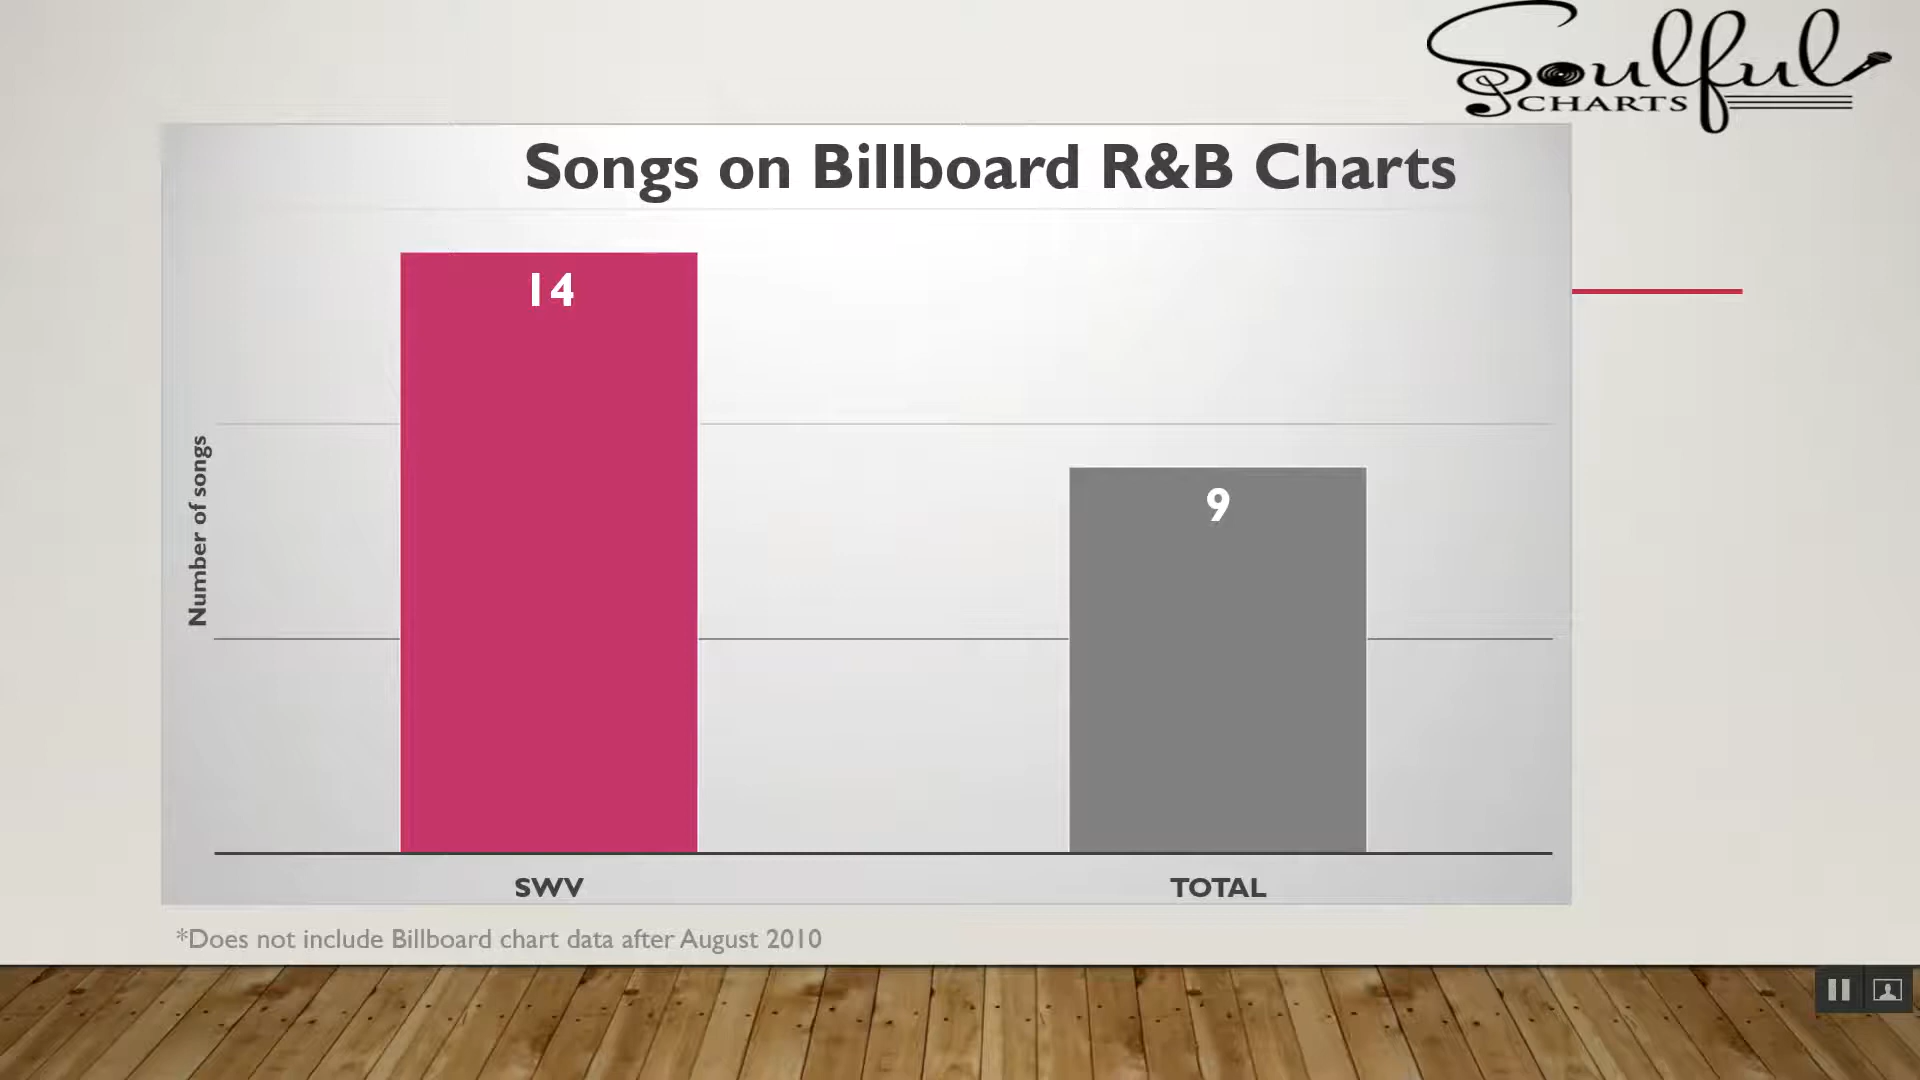 Soulful
CHARTS
Songs on Billboard R&B Charts
14
9
Number of songs
SWV
TOTAL
*Does not include Billboard chart data after August 2010